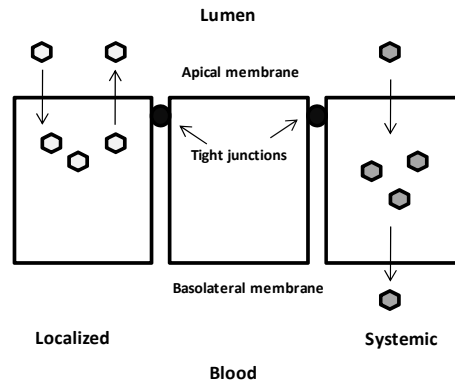 Lumen
Apical membrane
Tight junctions
Basolateral membrane
Localized
Systemic
Blood